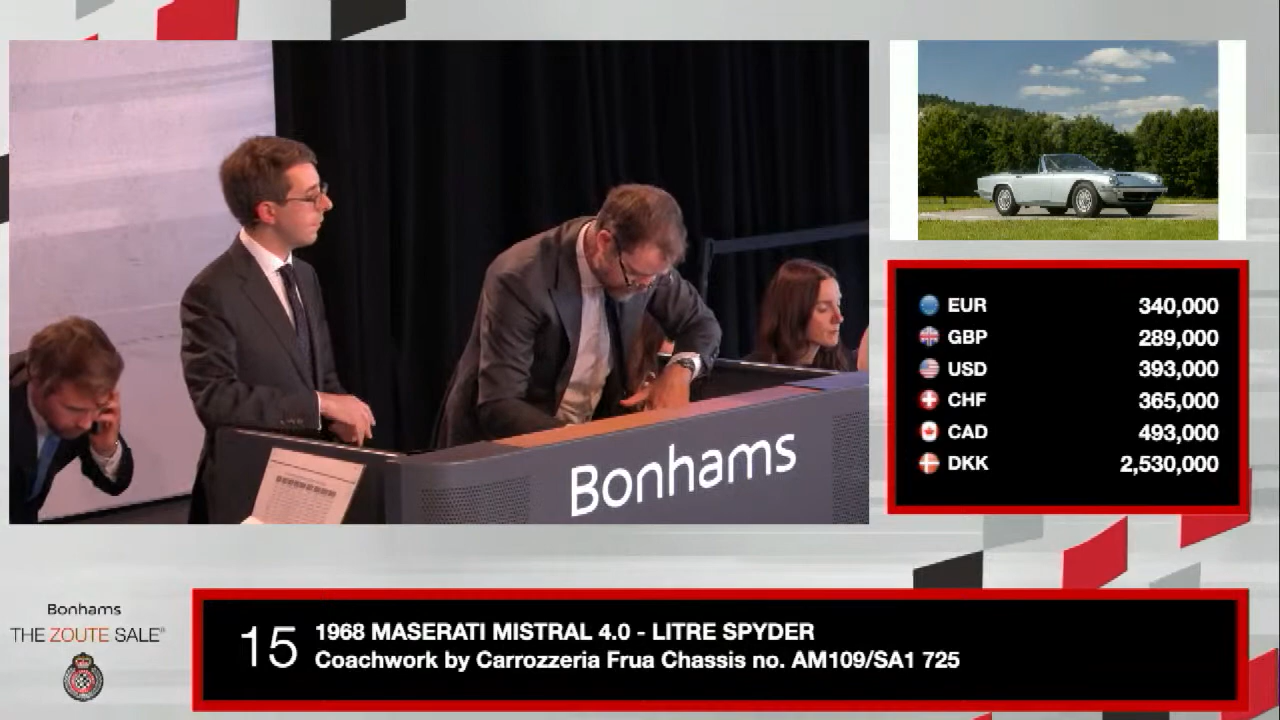 Bonhams
EUR 340,000
GBP 289,000
USD 393,000
CHF 365,000
CAD 493,000
DKK 2,530,000
Bonhams
THE ZOUTE SALE®
15
1968 MASERATI MISTRAL 4.0 - LITRE SPYDER
Coachwork by Carrozzeria Frua Chassis no. AM109/SA1 725